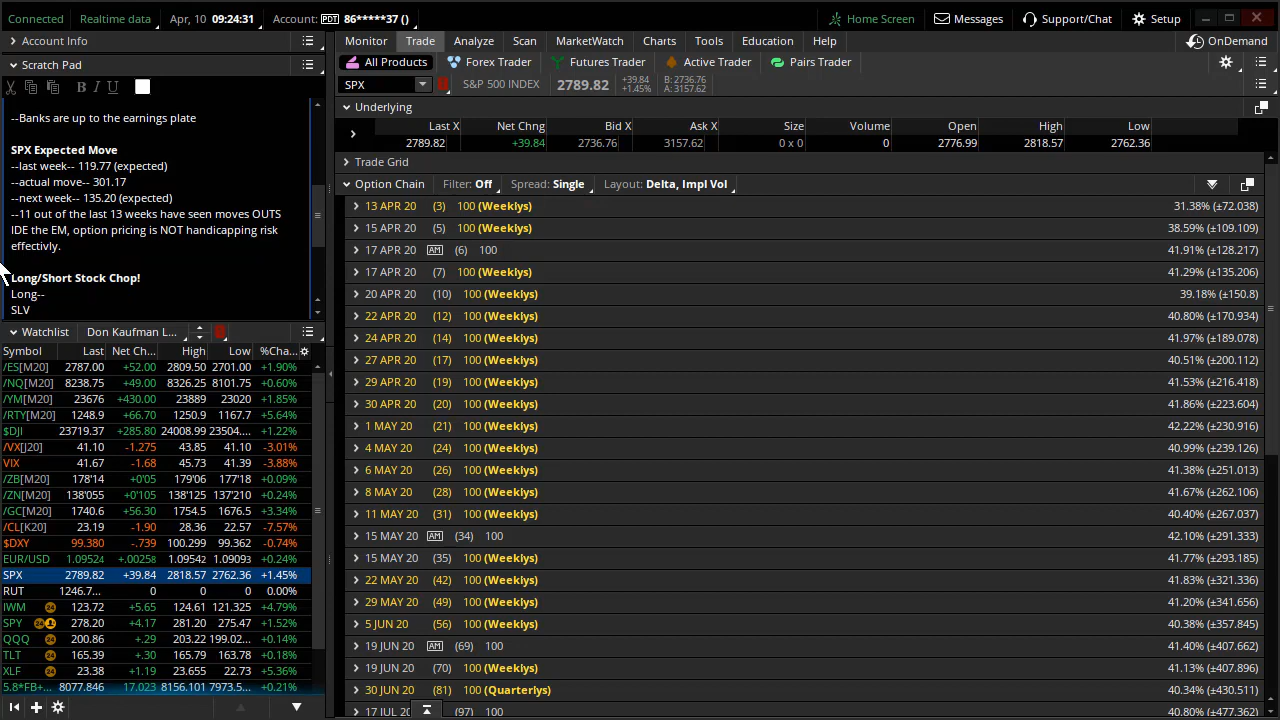 Connected Realtime data Apr, 10 09:24:31 Account: PDT 86*****37 () Home Screen Messages Support/Chat Setup
Account Info
Monitor Trade Analyze Scan MarketWatch Charts Tools Education Help OnDemand
Scratch Pad
All Products Forex Trader Futures Trader Active Trader Pairs Trader
B I U
SPX S&P 500 INDEX 2789.82 +39.84 +1.45% B: 2736.76 A: 3157.62
--Banks are up to the earnings plate
SPX Expected Move
--last week-- 119.77 (expected)
--actual move-- 301.17
--next week-- 135.20 (expected)
--11 out of the last 13 weeks have seen moves OUTS
IDE the EM, option pricing is NOT handicapping risk
effectivly.
Long/Short Stock Chop!
Long--
SLV
Watchlist Don Kaufman L...
Symbol Last Net Ch... High Low %Cha...
/ES[M20] 2787.00 +52.00 2809.50 2701.00 +1.90%
/NQ[M20] 8238.75 +49.00 8326.25 8101.75 +0.60%
/YM[M20] 23676 +430.00 23889 23020 +1.85%
/RTY[M20] 1248.9 +66.70 1250.9 1167.7 +5.64%
$DJI 23719.37 +285.80 24008.99 23504.... +1.22%
/VX[J20] 41.10 -1.275 43.85 41.10 -3.01%
VIX 41.67 -1.68 45.73 41.39 -3.88%
/ZB[M20] 178'14 +0'05 179'06 177'18 +0.09%
/ZN[M20] 138'055 +0'105 138'125 137'210 +0.24%
/GC[M20] 1740.6 +56.30 1754.5 1676.5 +3.34%
/CL[K20] 23.19 -1.90 28.36 22.57 -7.57%
$DXY 99.380 -.739 100.299 99.362 -0.74%
EUR/USD 1.09524 +.00258 1.09542 1.09093 +0.24%
SPX 2789.82 +39.84 2818.57 2762.36 +1.45%
RUT 1246.7... 0 0 0 0.00%
IWM 24 123.72 +5.65 124.61 121.325 +4.79%
SPY 24 278.20 +4.17 281.20 275.47 +1.52%
QQQ 24 200.86 +.29 203.22 199.02... +0.14%
TLT 24 165.39 +.30 165.79 163.78 +0.18%
XLF 24 23.38 +1.19 23.655 22.73 +5.36%
5.8*FB+... 8077.846 17.023 8156.101 7973.5... +0.21%
Underlying
Last X Net Chng Bid X Ask X Size Volume Open High Low
2789.82 +39.84 2736.76 3157.62 0 x 0 0 2776.99 2818.57 2762.36
Trade Grid
Option Chain Filter: Off Spread: Single Layout: Delta, Impl Vol
13 APR 20 (3) 100 (Weeklys) 31.38% (±72.038)
15 APR 20 (5) 100 (Weeklys) 38.59% (±109.109)
17 APR 20 AM (6) 100 41.91% (±128.217)
17 APR 20 (7) 100 (Weeklys) 41.29% (±135.206)
20 APR 20 (10) 100 (Weeklys) 39.18% (±150.8)
22 APR 20 (12) 100 (Weeklys) 40.80% (±170.934)
24 APR 20 (14) 100 (Weeklys) 41.97% (±189.078)
27 APR 20 (17) 100 (Weeklys) 40.51% (±200.112)
29 APR 20 (19) 100 (Weeklys) 41.53% (±216.418)
30 APR 20 (20) 100 (Weeklys) 41.86% (±223.604)
1 MAY 20 (21) 100 (Weeklys) 42.22% (±230.916)
4 MAY 20 (24) 100 (Weeklys) 40.99% (±239.126)
6 MAY 20 (26) 100 (Weeklys) 41.38% (±251.013)
8 MAY 20 (28) 100 (Weeklys) 41.67% (±262.106)
11 MAY 20 (31) 100 (Weeklys) 40.40% (±267.037)
15 MAY 20 AM (34) 100 42.10% (±291.333)
15 MAY 20 (35) 100 (Weeklys) 41.77% (±293.185)
22 MAY 20 (42) 100 (Weeklys) 41.83% (±321.336)
29 MAY 20 (49) 100 (Weeklys) 41.20% (±341.656)
5 JUN 20 (56) 100 (Weeklys) 40.38% (±357.845)
19 JUN 20 AM (69) 100 41.40% (±407.662)
19 JUN 20 (70) 100 (Weeklys) 41.13% (±407.896)
30 JUN 20 (81) 100 (Quarterlys) 40.34% (±430.511)
17 JUL 20 (97) 100 40.80% (±477.362)